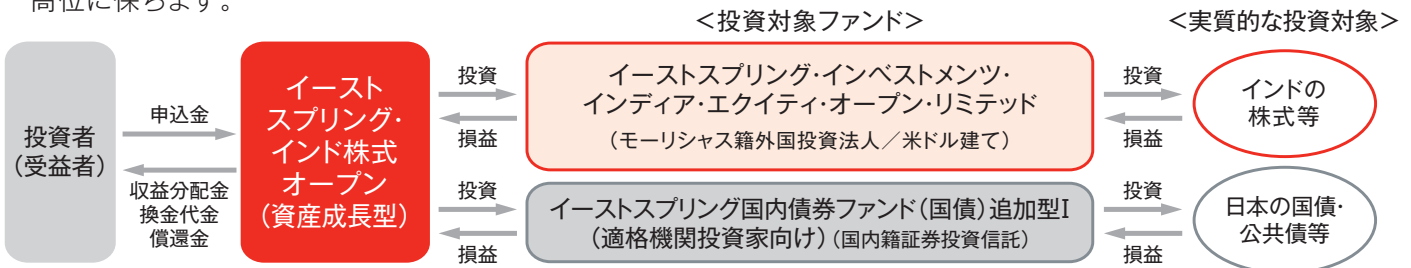 高位に保ちます。
＜投資対象ファンド＞
＜実質的な投資対象＞
投資者
（受益者）
申込金
収益分配金
換金代金
償還金
イースト
スプリング・
インド株式
オープン
（資産成長型）
投資
損益
イーストスプリング・インベストメンツ・
インディア・エクイティ・オープン・リミテッド
（モーリシャス籍外国投資法人／米ドル建て）
投資
損益
インドの
株式等
投資
損益
イーストスプリング国内債券ファンド（国債）追加型I
（適格機関投資家向け）（国内籍証券投資信託）
投資
損益
日本の国債・
公共債等